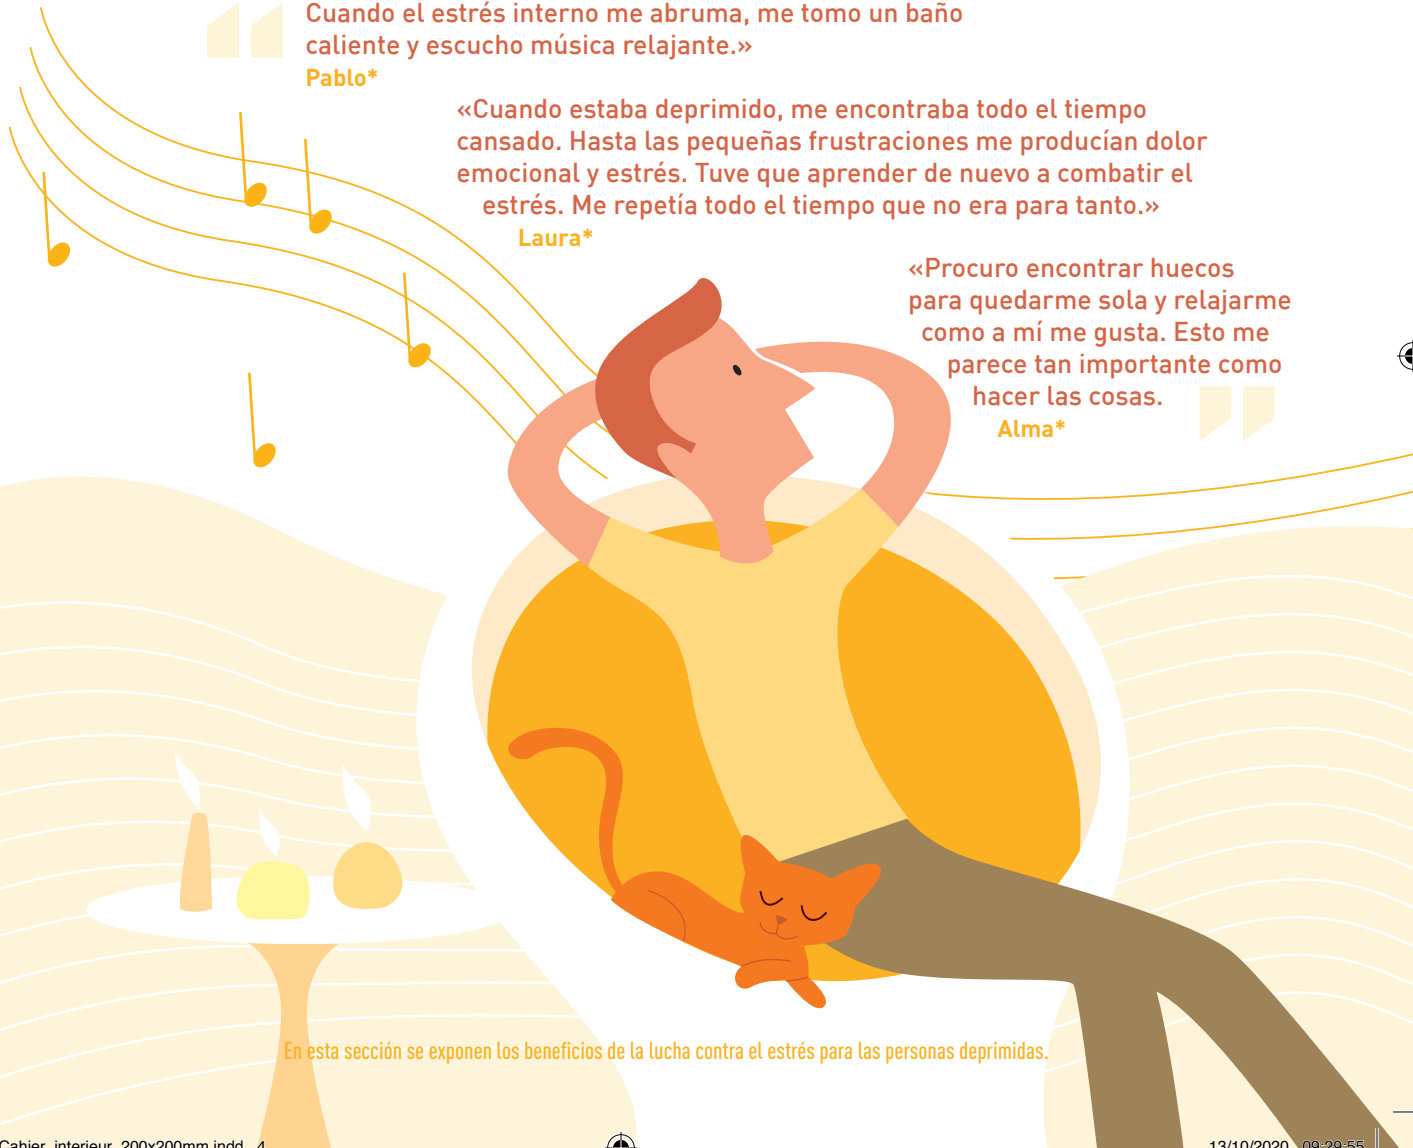 Cuando el estrés interno me abruma, me tomo un baño
caliente y escucho música relajante.»
Pablo*
«Cuando estaba deprimido, me encontraba todo el tiempo
cansado. Hasta las pequeñas frustraciones me producían dolor
emocional y estrés. Tuve que aprender de nuevo a combatir el
estrés. Me repetía todo el tiempo que no era para tanto.»
Laura*
«Procuro encontrar huecos
para quedarme sola y relajarme
como a mí me gusta. Esto me
parece tan importante como
hacer las cosas.
Alma*
En esta sección se exponen los beneficios de la lucha contra el estrés para las personas deprimidas.
Cahier_interieur_200x200mm.indd 4
13/10/2020 09:29:55